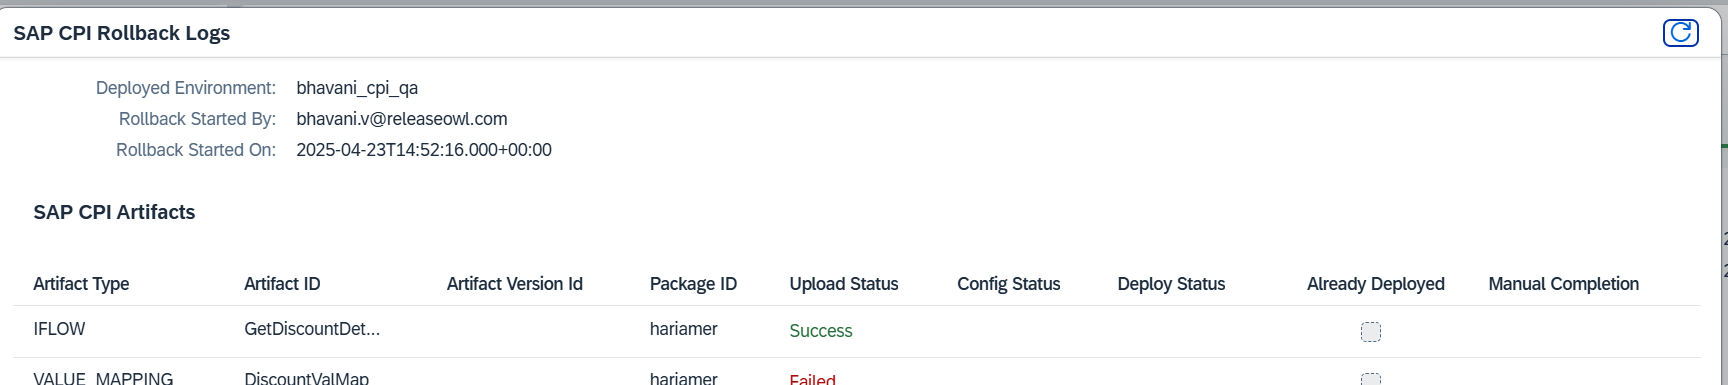 SAP CPI Rollback Logs
Deployed Environment: bhavani_cpi_qa
Rollback Started By: bhavani.v@releaseowl.com
Rollback Started On: 2025-04-23T14:52:16.000+00:00
SAP CPI Artifacts
Artifact Type Artifact ID Artifact Version Id Package ID Upload Status Config Status Deploy Status Already Deployed Manual Completion
IFLOW GetDiscountDet... hariamer Success
VALUE_MAPPING DiscountValMap hariamer Failed